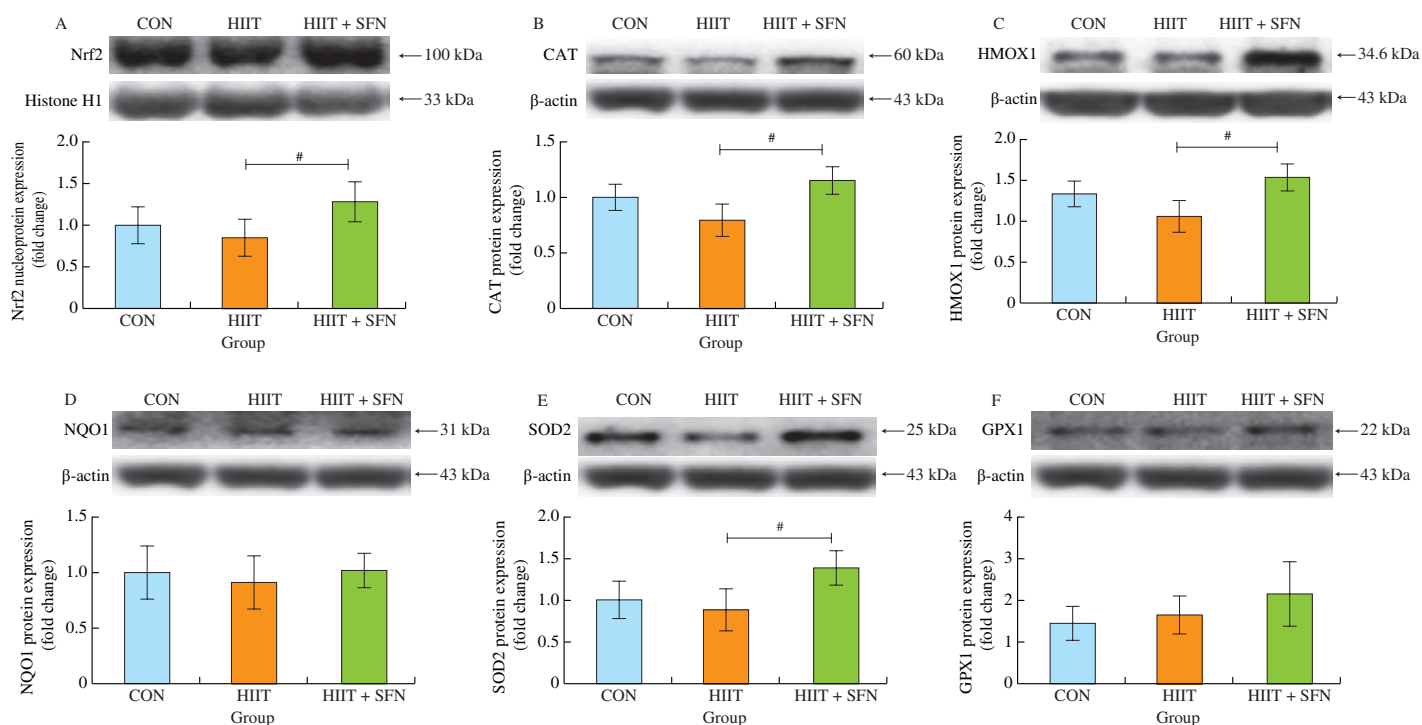 A CON HIIT HIIT + SFN
Nrf2 ←100 kDa
Histone H1 ←33 kDa
Nrf2 nucleoprotein expression
(fold change)
2.0
1.5
1.0
0.5
0
#
CON HIIT HIIT + SFN
Group
B CON HIIT HIIT + SFN
CAT ←60 kDa
β-actin ←43 kDa
CAT protein expression
(fold change)
1.5
1.0
0.5
0
#
CON HIIT HIIT + SFN
Group
C CON HIIT HIIT + SFN
HMOX1 ←34.6 kDa
β-actin ←43 kDa
HMOX1 protein expression
(fold change)
2.0
1.5
1.0
0.5
0
#
CON HIIT HIIT + SFN
Group
D CON HIIT HIIT + SFN
NQO1 ←31 kDa
β-actin ←43 kDa
NQO1 protein expression
(fold change)
1.5
1.0
0.5
0
CON HIIT HIIT + SFN
Group
E CON HIIT HIIT + SFN
SOD2 ←25 kDa
β-actin ←43 kDa
SOD2 protein expression
(fold change)
2.0
1.5
1.0
0.5
0
#
CON HIIT HIIT + SFN
Group
F CON HIIT HIIT + SFN
GPX1 ←22 kDa
β-actin ←43 kDa
GPX1 protein expression
(fold change)
4
3
2
1
0
CON HIIT HIIT + SFN
Group